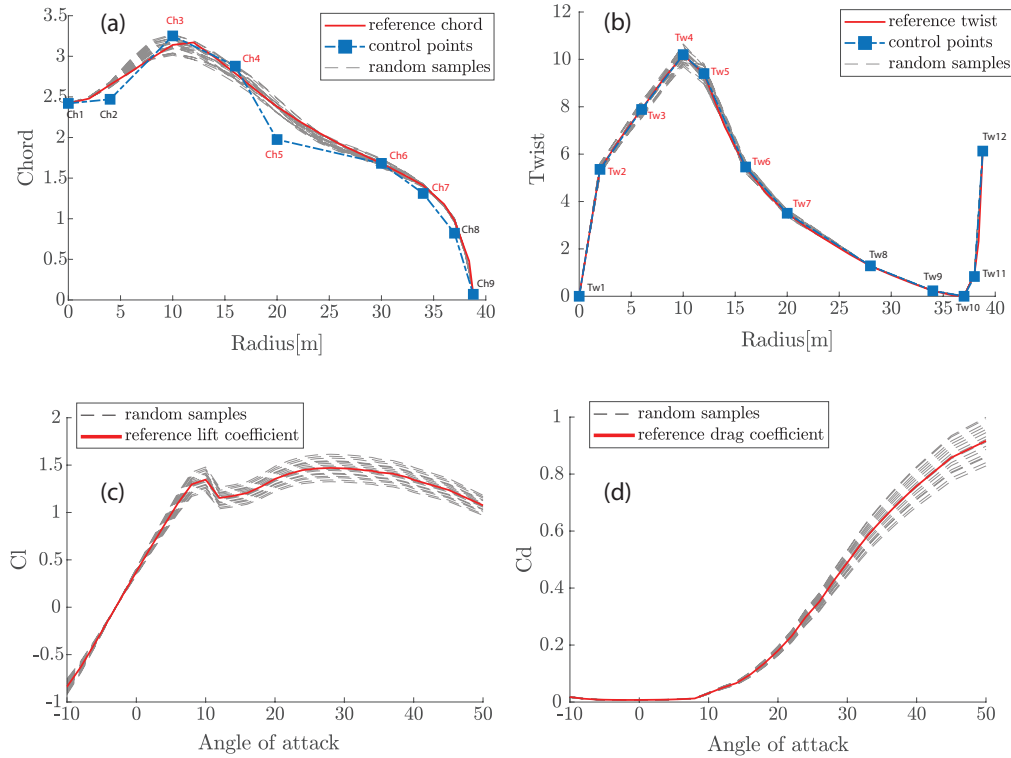 (a)
reference chord
control points
random samples
3.5
3
2.5
2
1.5
1
0.5
0
Chord
Ch1
Ch2
Ch3
Ch4
Ch5
Ch6
Ch7
Ch8
Ch9
0 5 10 15 20 25 30 35 40
Radius[m]
(b)
reference twist
control points
random samples
12
10
8
6
4
2
0
Twist
Tw1
Tw2
Tw3
Tw4
Tw5
Tw6
Tw7
Tw8
Tw9
Tw10
Tw11
Tw12
0 5 10 15 20 25 30 35 40
Radius[m]
random samples
reference lift coefficient
(c)
2
1.5
1
0.5
0
-0.5
-1
Cl
-10 0 10 20 30 40 50
Angle of attack
random samples
reference drag coefficient
(d)
1
0.8
0.6
0.4
0.2
0
Cd
-10 0 10 20 30 40 50
Angle of attack